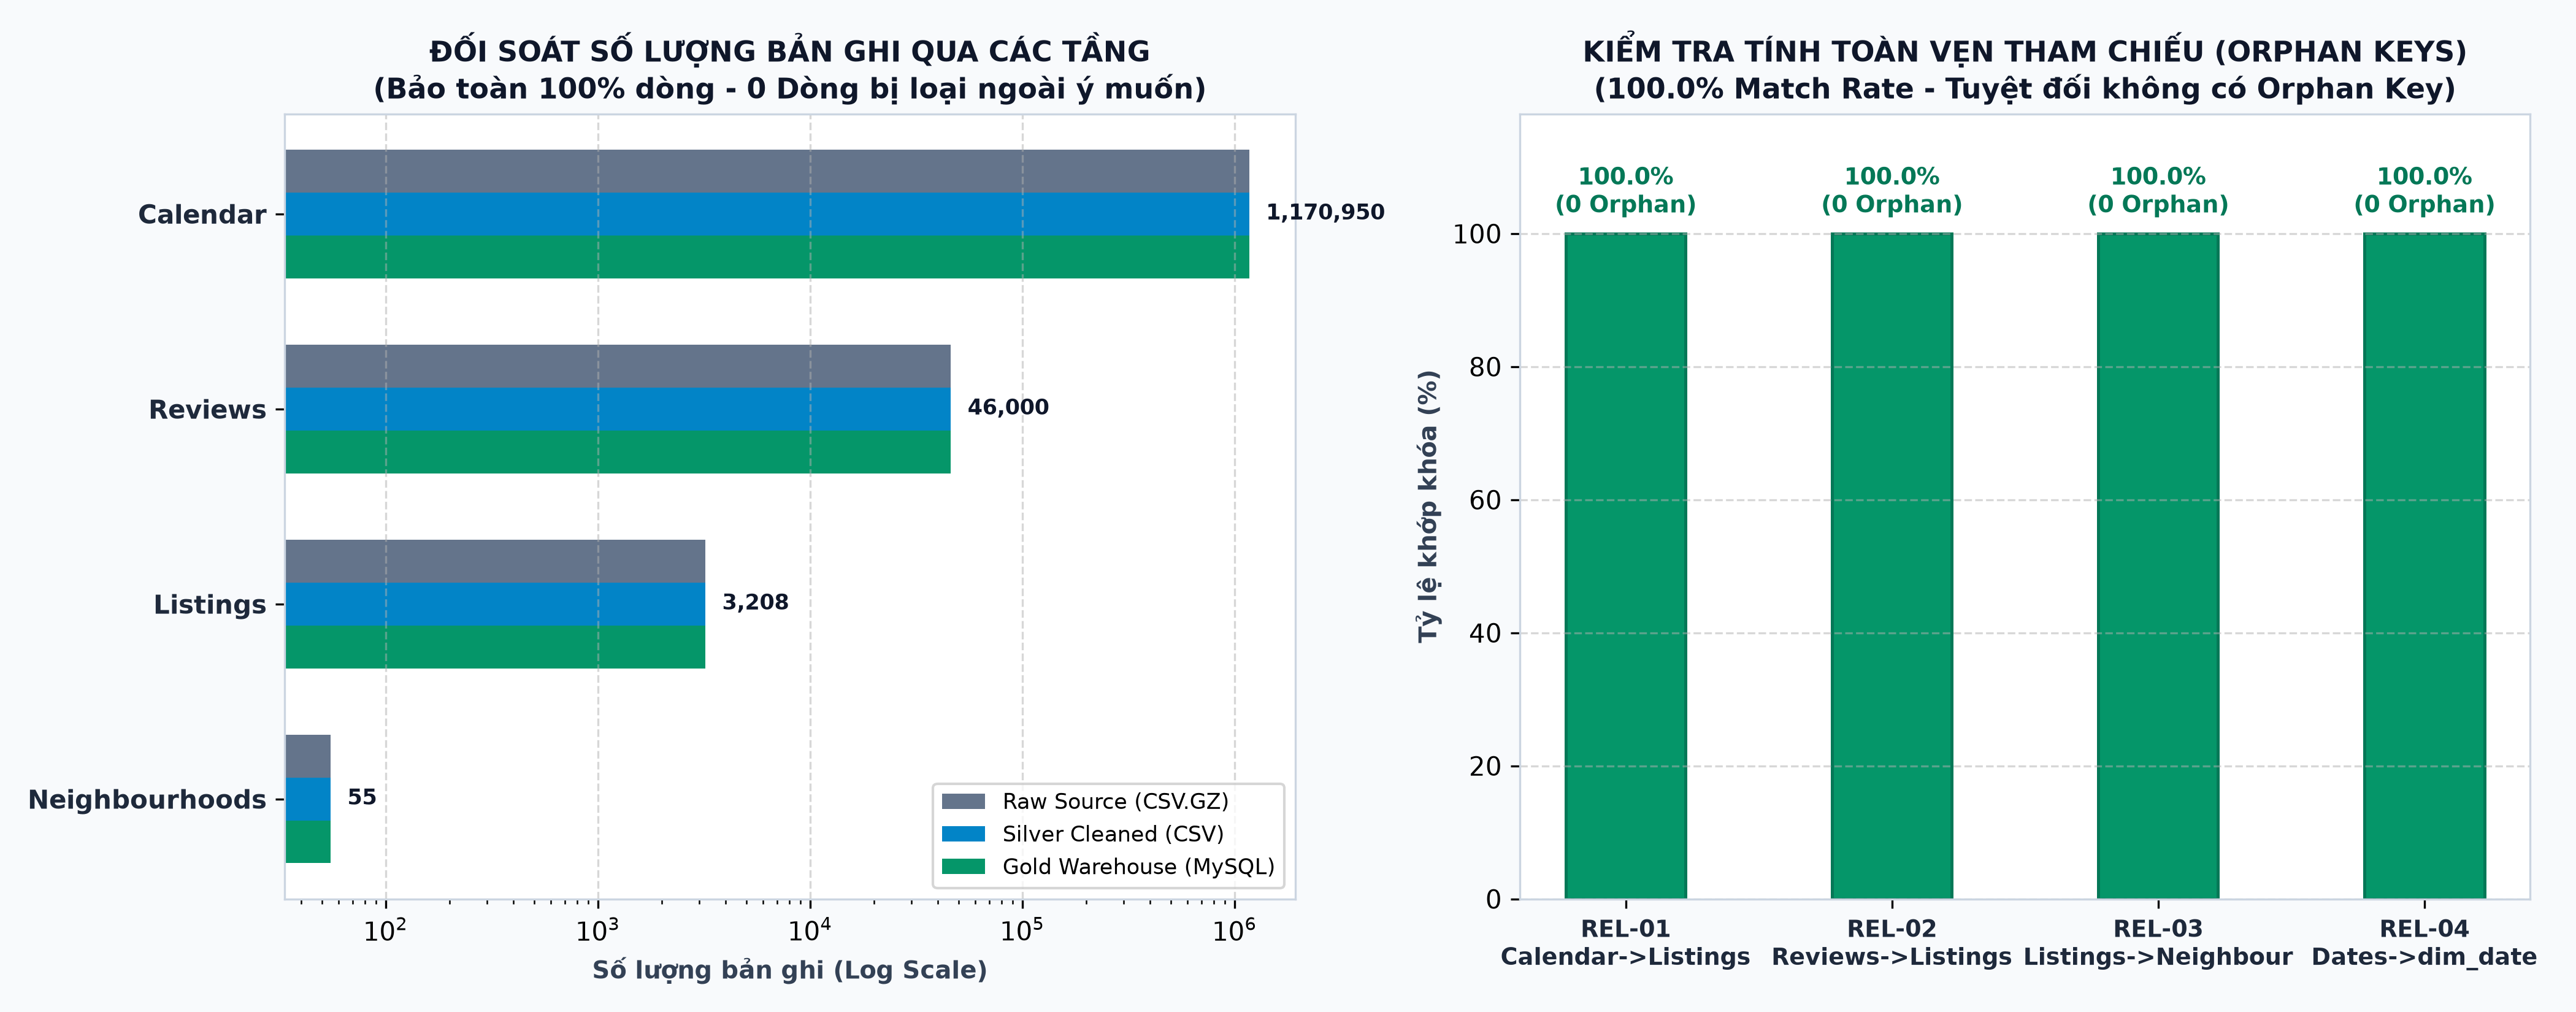 ĐỐI SOÁT SỐ LƯỢNG BẢN GHI QUA CÁC TẦNG
(Bảo toàn 100% dòng - 0 Dòng bị loại ngoài ý muốn)
Calendar
1,170,950
Reviews
46,000
Listings
3,208
Neighbourhoods
55
Raw Source (CSV.GZ)
Silver Cleaned (CSV)
Gold Warehouse (MySQL)
10² 10³ 10⁴ 10⁵ 10⁶
Số lượng bản ghi (Log Scale)
KIỂM TRA TÍNH TOÀN VẸN THAM CHIẾU (ORPHAN KEYS)
(100.0% Match Rate - Tuyệt đối không có Orphan Key)
100.0% 100.0% 100.0% 100.0%
(0 Orphan) (0 Orphan) (0 Orphan) (0 Orphan)
100
80
60
40
20
0
Tỷ lệ khớp khóa (%)
REL-01 REL-02 REL-03 REL-04
Calendar->Listings Reviews->Listings Listings->Neighbour Dates->dim_date